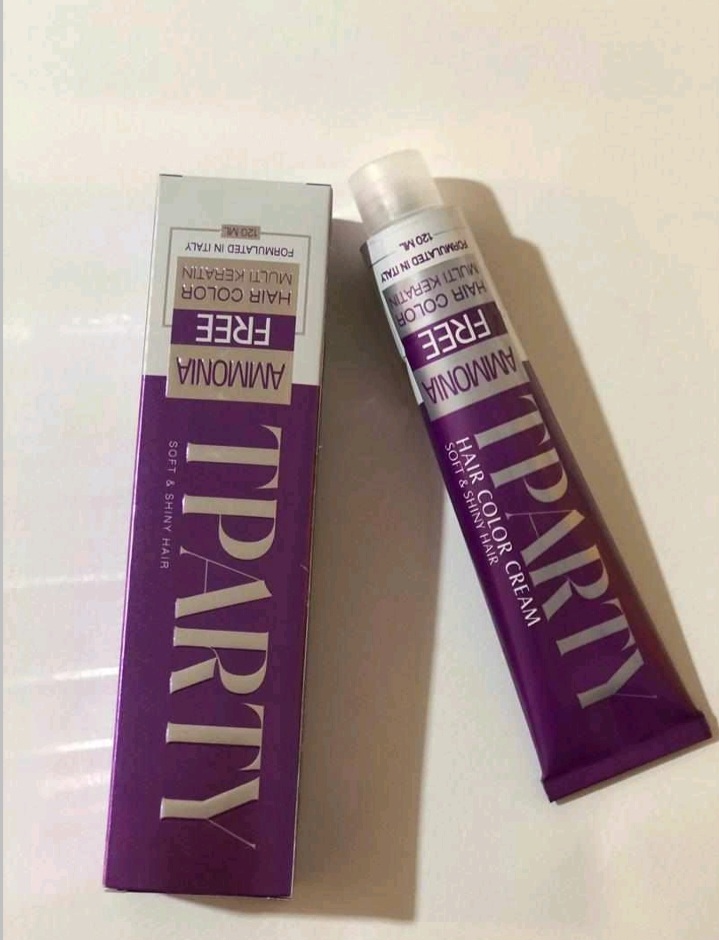 120 ML
FORMULATED IN ITALY
MULTI KERATIN
HAIR COLOR
FREE
AMMONIA
TPARTY
SOFT & SHINY HAIR
120 ML
FORMULATED IN ITALY
MULTI KERATIN
HAIR COLOR
FREE
AMMONIA
TPARTY
HAIR COLOR CREAM
SOFT & SHINY HAIR